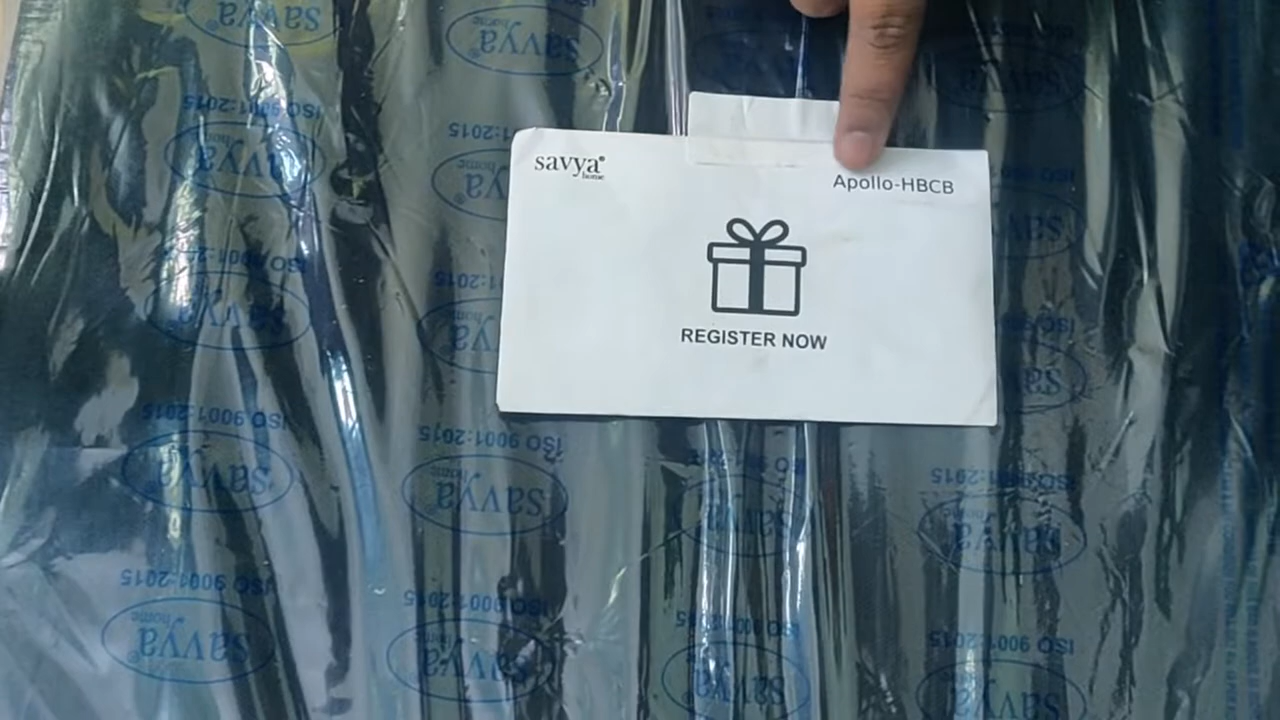 savya®
home
Apollo-HBCB
REGISTER NOW
savya®
home
ISO 9001:2015